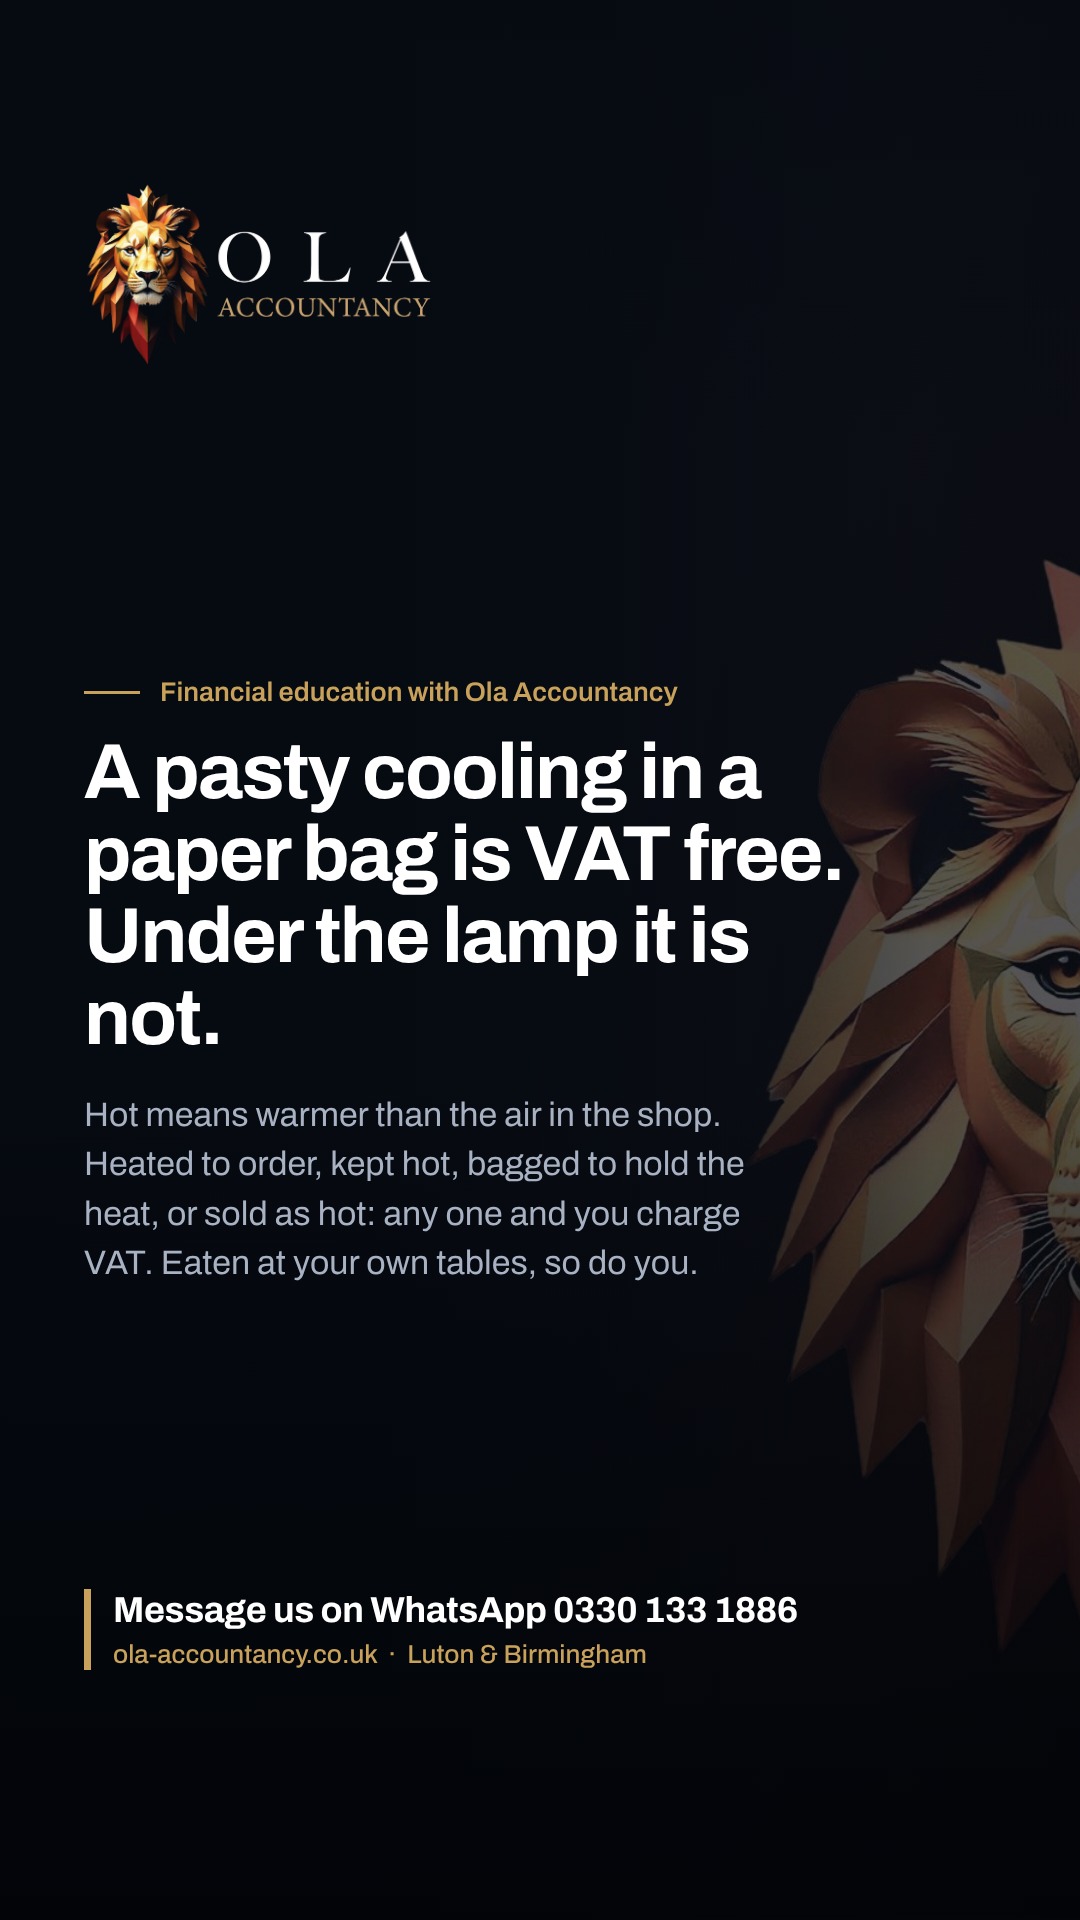 OLA
ACCOUNTANCY
Financial education with Ola Accountancy
A pasty cooling in a
paper bag is VAT free.
Under the lamp it is
not.
Hot means warmer than the air in the shop.
Heated to order, kept hot, bagged to hold the
heat, or sold as hot: any one and you charge
VAT. Eaten at your own tables, so do you.
Message us on WhatsApp 0330 133 1886
ola-accountancy.co.uk · Luton & Birmingham